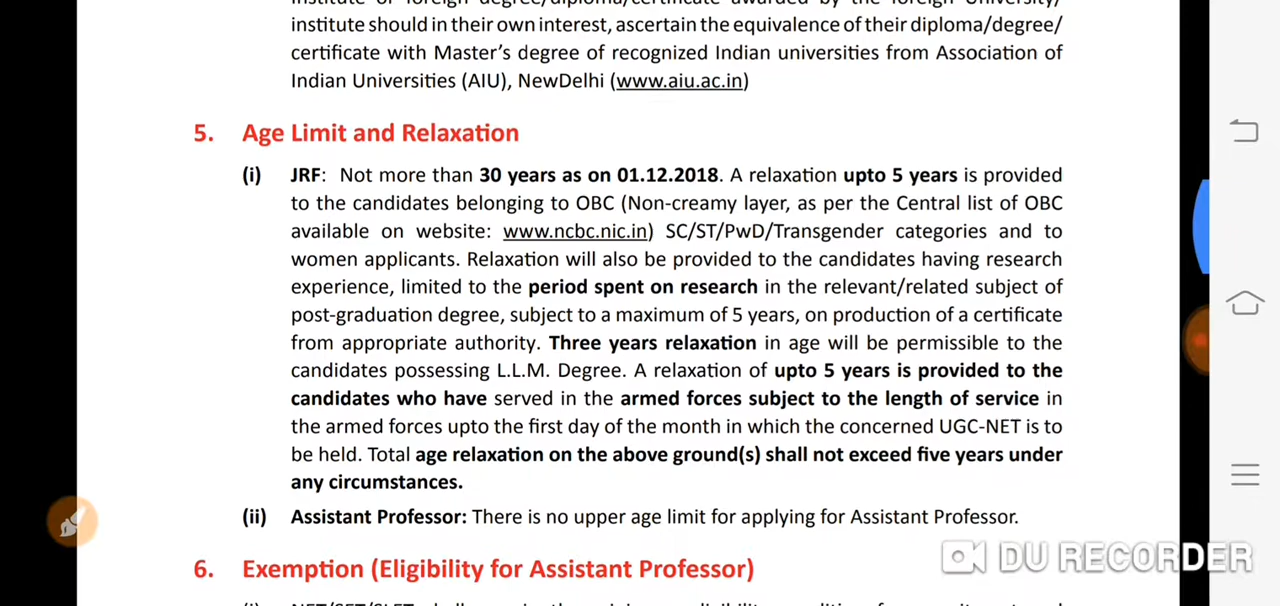 institute or foreign degree/diploma/certificate awarded by the foreign University/
institute should in their own interest, ascertain the equivalence of their diploma/degree/
certificate with Master's degree of recognized Indian universities from Association of
Indian Universities (AIU), NewDelhi (www.aiu.ac.in)
5. Age Limit and Relaxation
(i) JRF: Not more than 30 years as on 01.12.2018. A relaxation upto 5 years is provided
to the candidates belonging to OBC (Non-creamy layer, as per the Central list of OBC
available on website: www.ncbc.nic.in) SC/ST/PwD/Transgender categories and to
women applicants. Relaxation will also be provided to the candidates having research
experience, limited to the period spent on research in the relevant/related subject of
post-graduation degree, subject to a maximum of 5 years, on production of a certificate
from appropriate authority. Three years relaxation in age will be permissible to the
candidates possessing L.L.M. Degree. A relaxation of upto 5 years is provided to the
candidates who have served in the armed forces subject to the length of service in
the armed forces upto the first day of the month in which the concerned UGC-NET is to
be held. Total age relaxation on the above ground(s) shall not exceed five years under
any circumstances.
(ii) Assistant Professor: There is no upper age limit for applying for Assistant Professor.
DU RECORDER
6. Exemption (Eligibility for Assistant Professor)